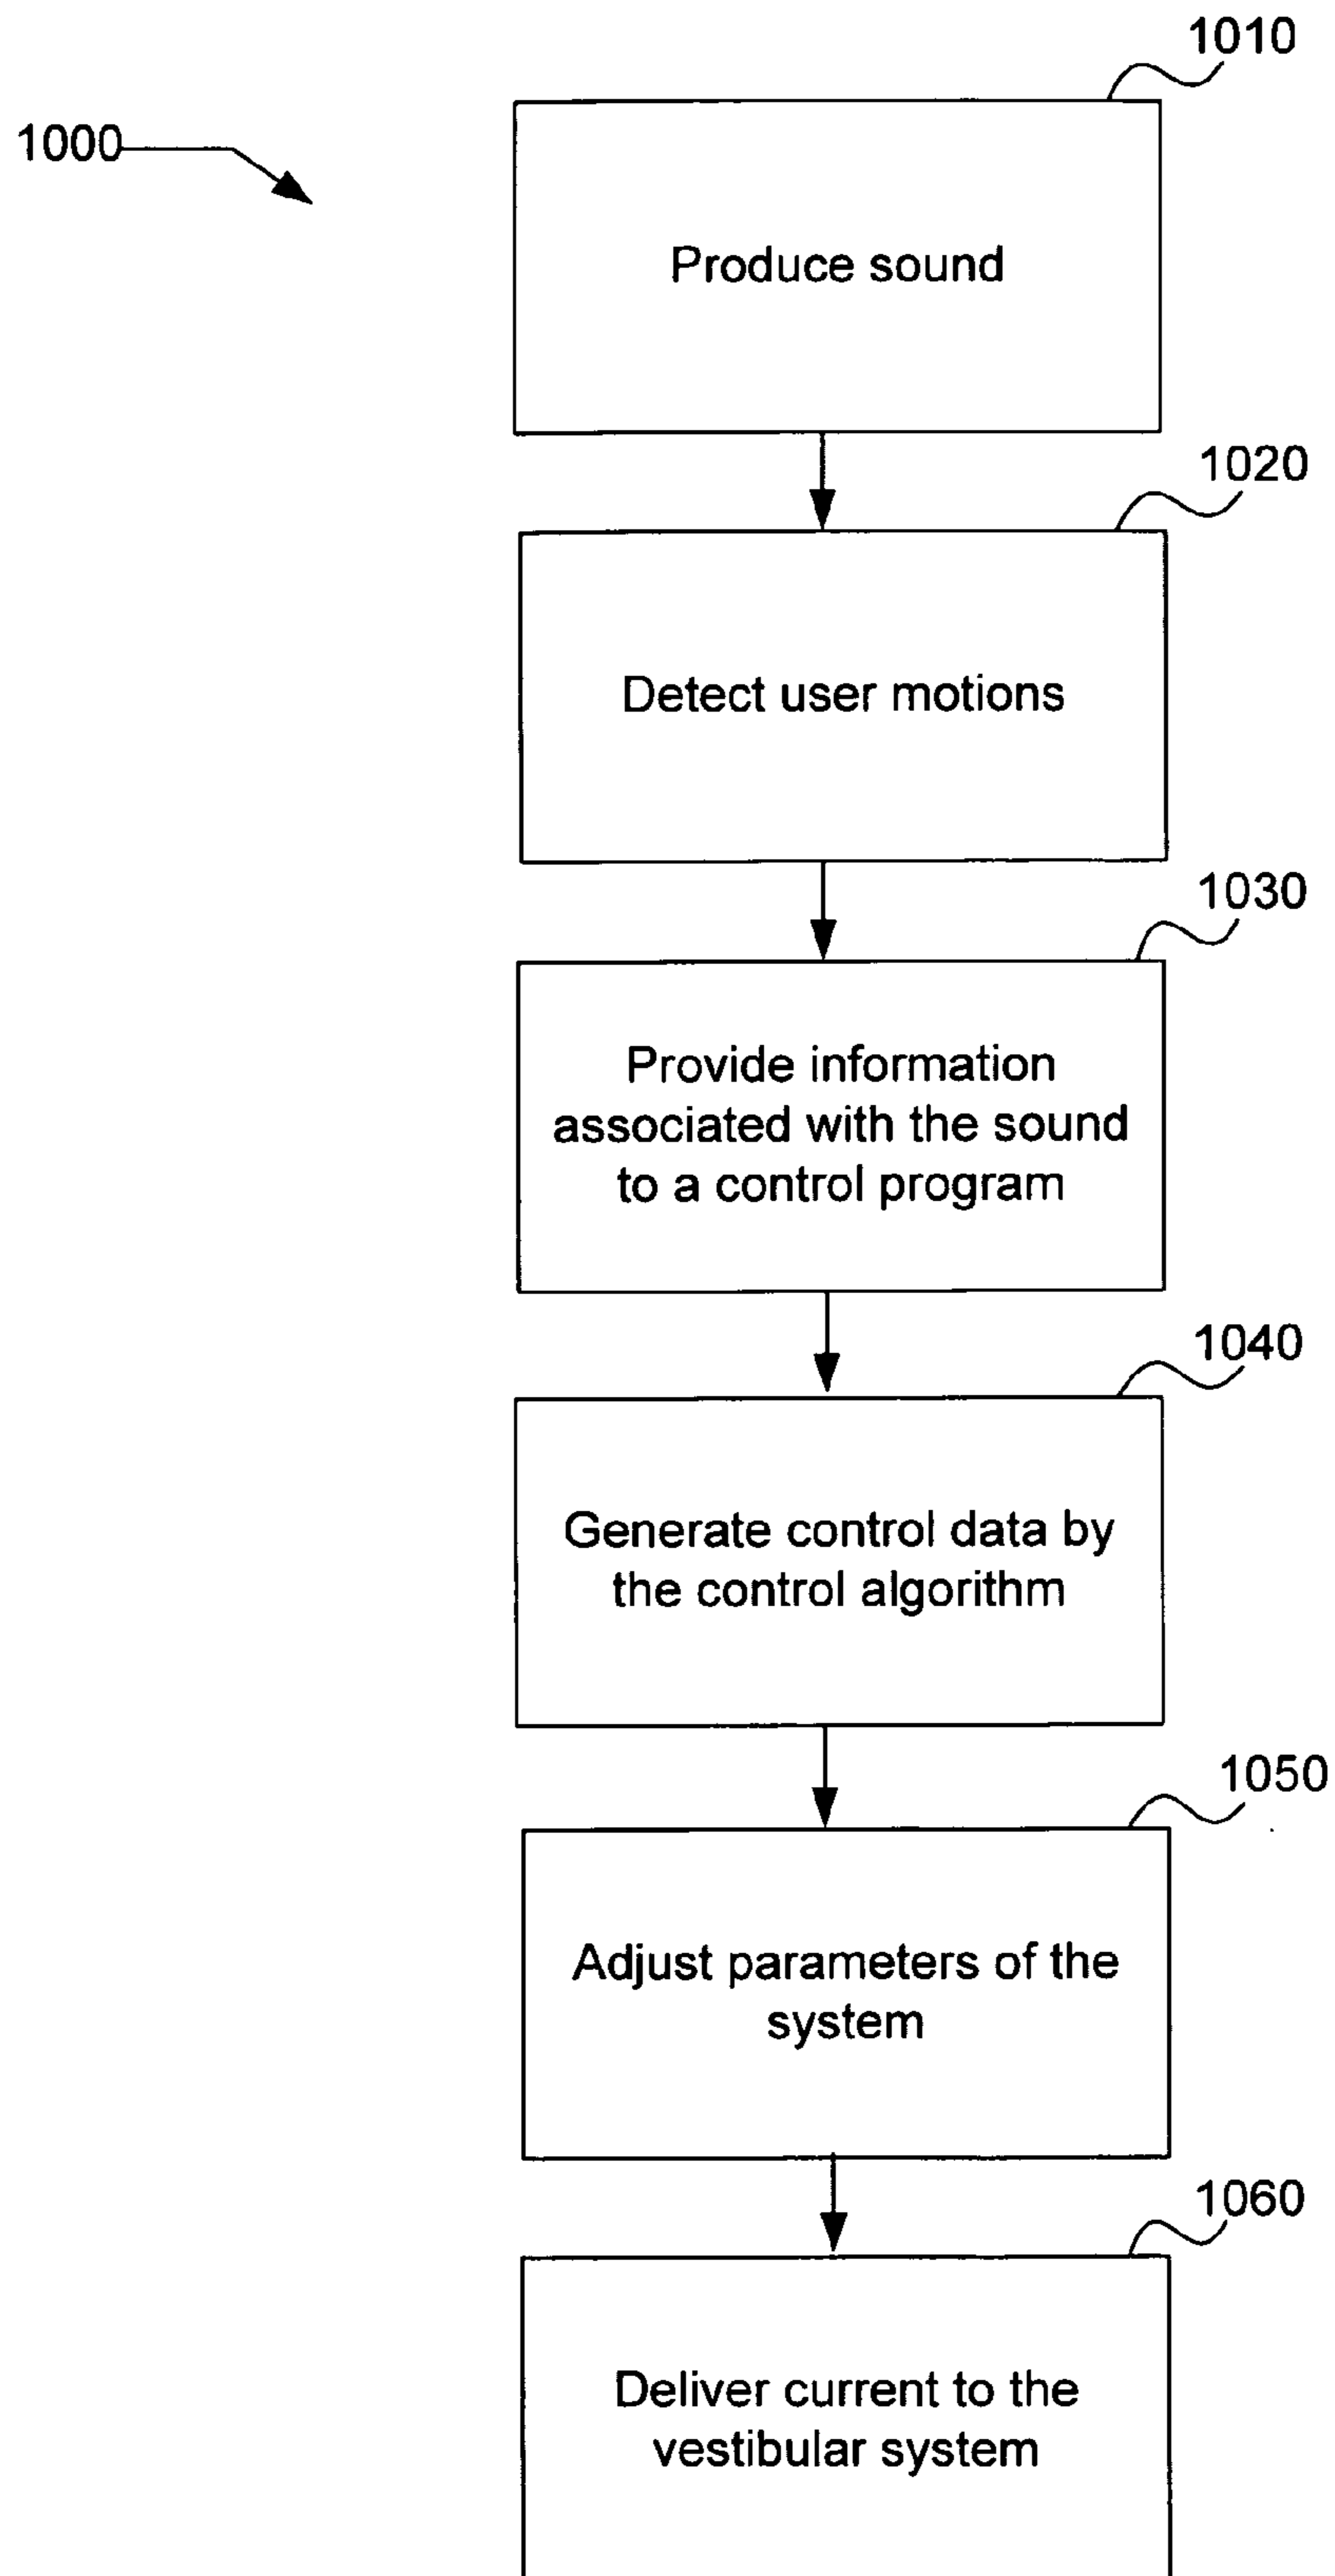 1010
1000
Produce sound
1020
Detect user motions
1030
Provide information
associated with the sound
to a control program
1040
Generate control data by
the control algorithm
1050
Adjust parameters of the
system
1060
Deliver current to the
vestibular system